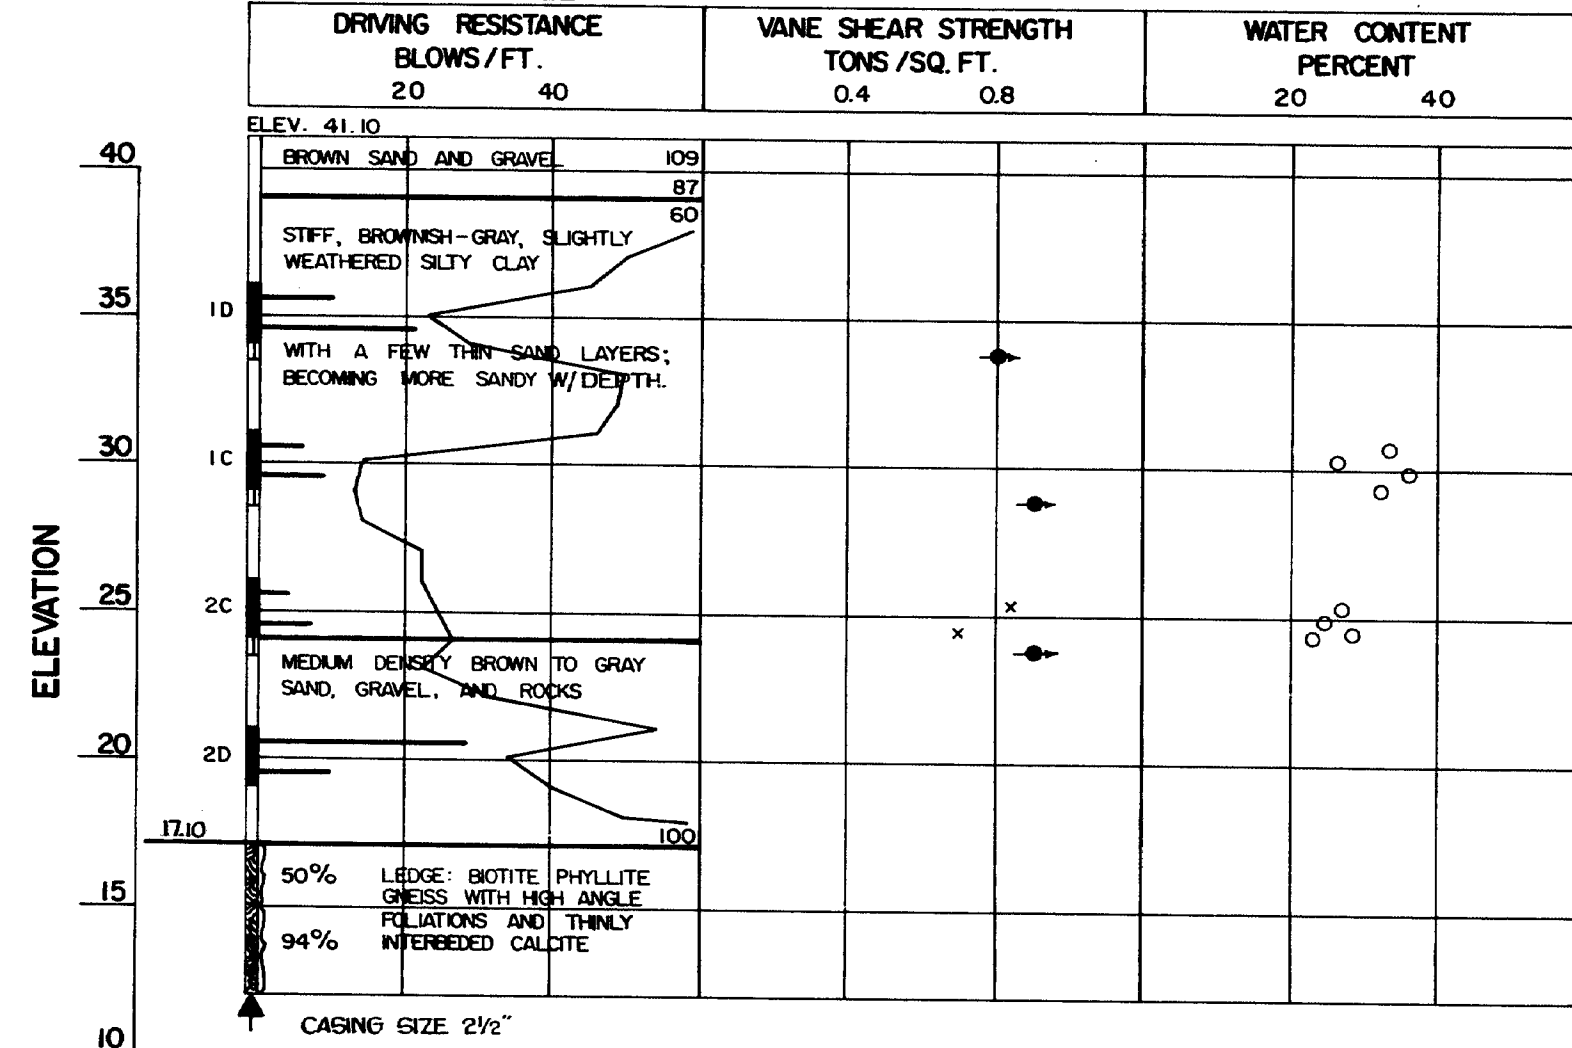 DRIVING RESISTANCE
BLOWS/FT.
20 40
VANE SHEAR STRENGTH
TONS/SQ. FT.
0.4 0.8
WATER CONTENT
PERCENT
20 40
ELEV. 41.10
40
BROWN SAND AND GRAVEL 109
87
60
STIFF, BROWNISH-GRAY, SLIGHTLY
WEATHERED SILTY CLAY
35
1D
WITH A FEW THIN SAND LAYERS;
BECOMING MORE SANDY W/DEPTH.
30
1C
ELEVATION
25
2C
MEDIUM DENSITY BROWN TO GRAY
SAND, GRAVEL, AND ROCKS
20
2D
17.10
100
50% LEDGE: BIOTITE PHYLLITE
GNEISS WITH HIGH ANGLE
15
FOLIATIONS AND THINLY
94% INTERBEDED CALCITE
CASING SIZE 2½"
10